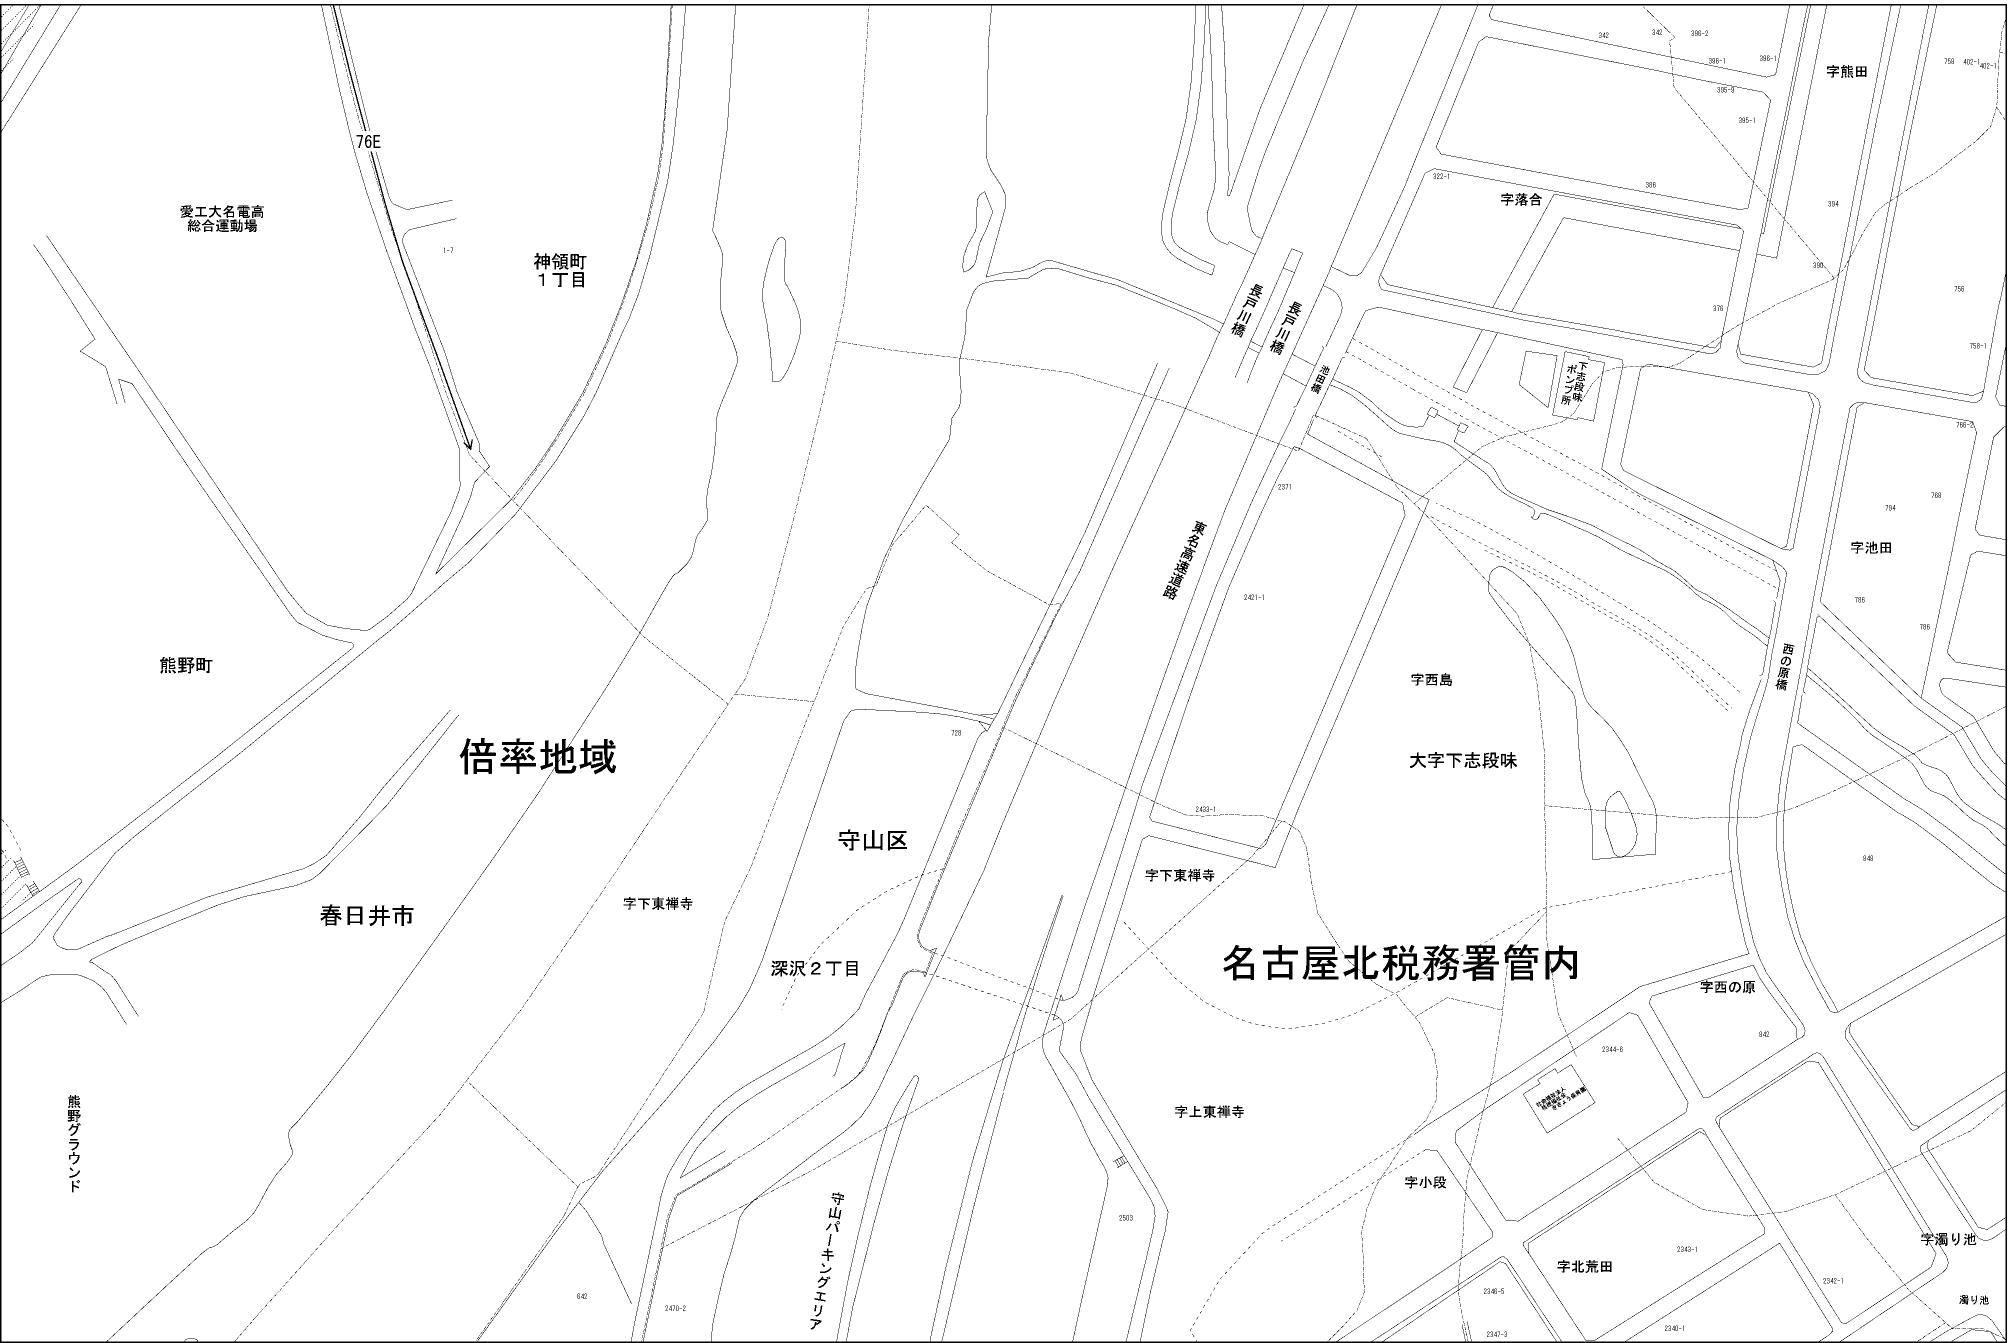 342
342
396-2
396-1
396-1
字熊田
758
402-1
402-1
395-9
395-1
76E
322-1
386
字落合
394
愛工大名電高
総合運動場
1-7
神領町
1丁目
390
756
376
758-1
長戸川橋
長戸川橋
池田橋
下志段味
ポンプ所
766-2
2371
768
784
東名高速道路
字池田
2421-1
786
786
熊野町
西の原橋
字西島
728
倍率地域
大字下志段味
2433-1
守山区
848
字下東禅寺
字下東禅寺
春日井市
深沢2丁目
名古屋北税務署管内
字西の原
842
2344-6
熊野グラウンド
字上東禅寺
字小段
守山パーキングエリア
2503
字濁り池
2343-1
字北荒田
2342-1
642
2470-2
2346-5
濁り池
2347-3
2340-1